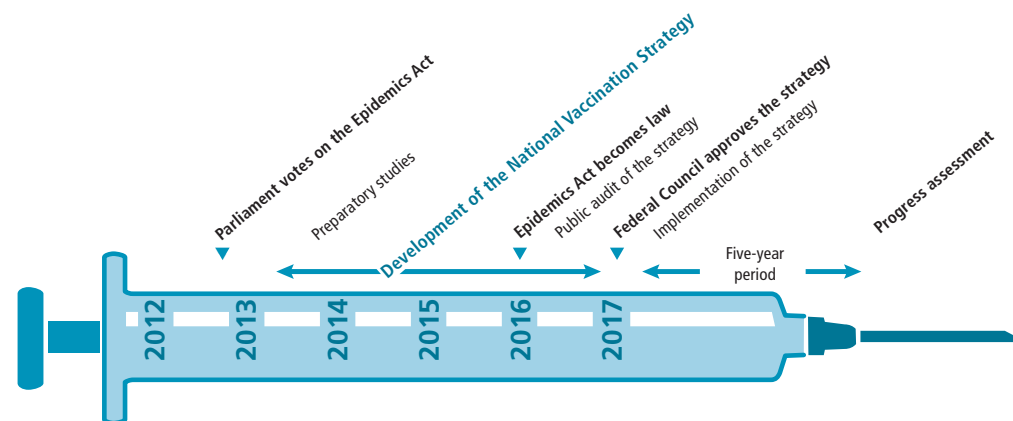 Parliament votes on the Epidemics Act
Preparatory studies
Development of the National Vaccination Strategy
Epidemics Act becomes law
Public audit of the strategy
Federal Council approves the strategy
Implementation of the strategy
Progress assessment
Five-year
period
2012
2013
2014
2015
2016
2017